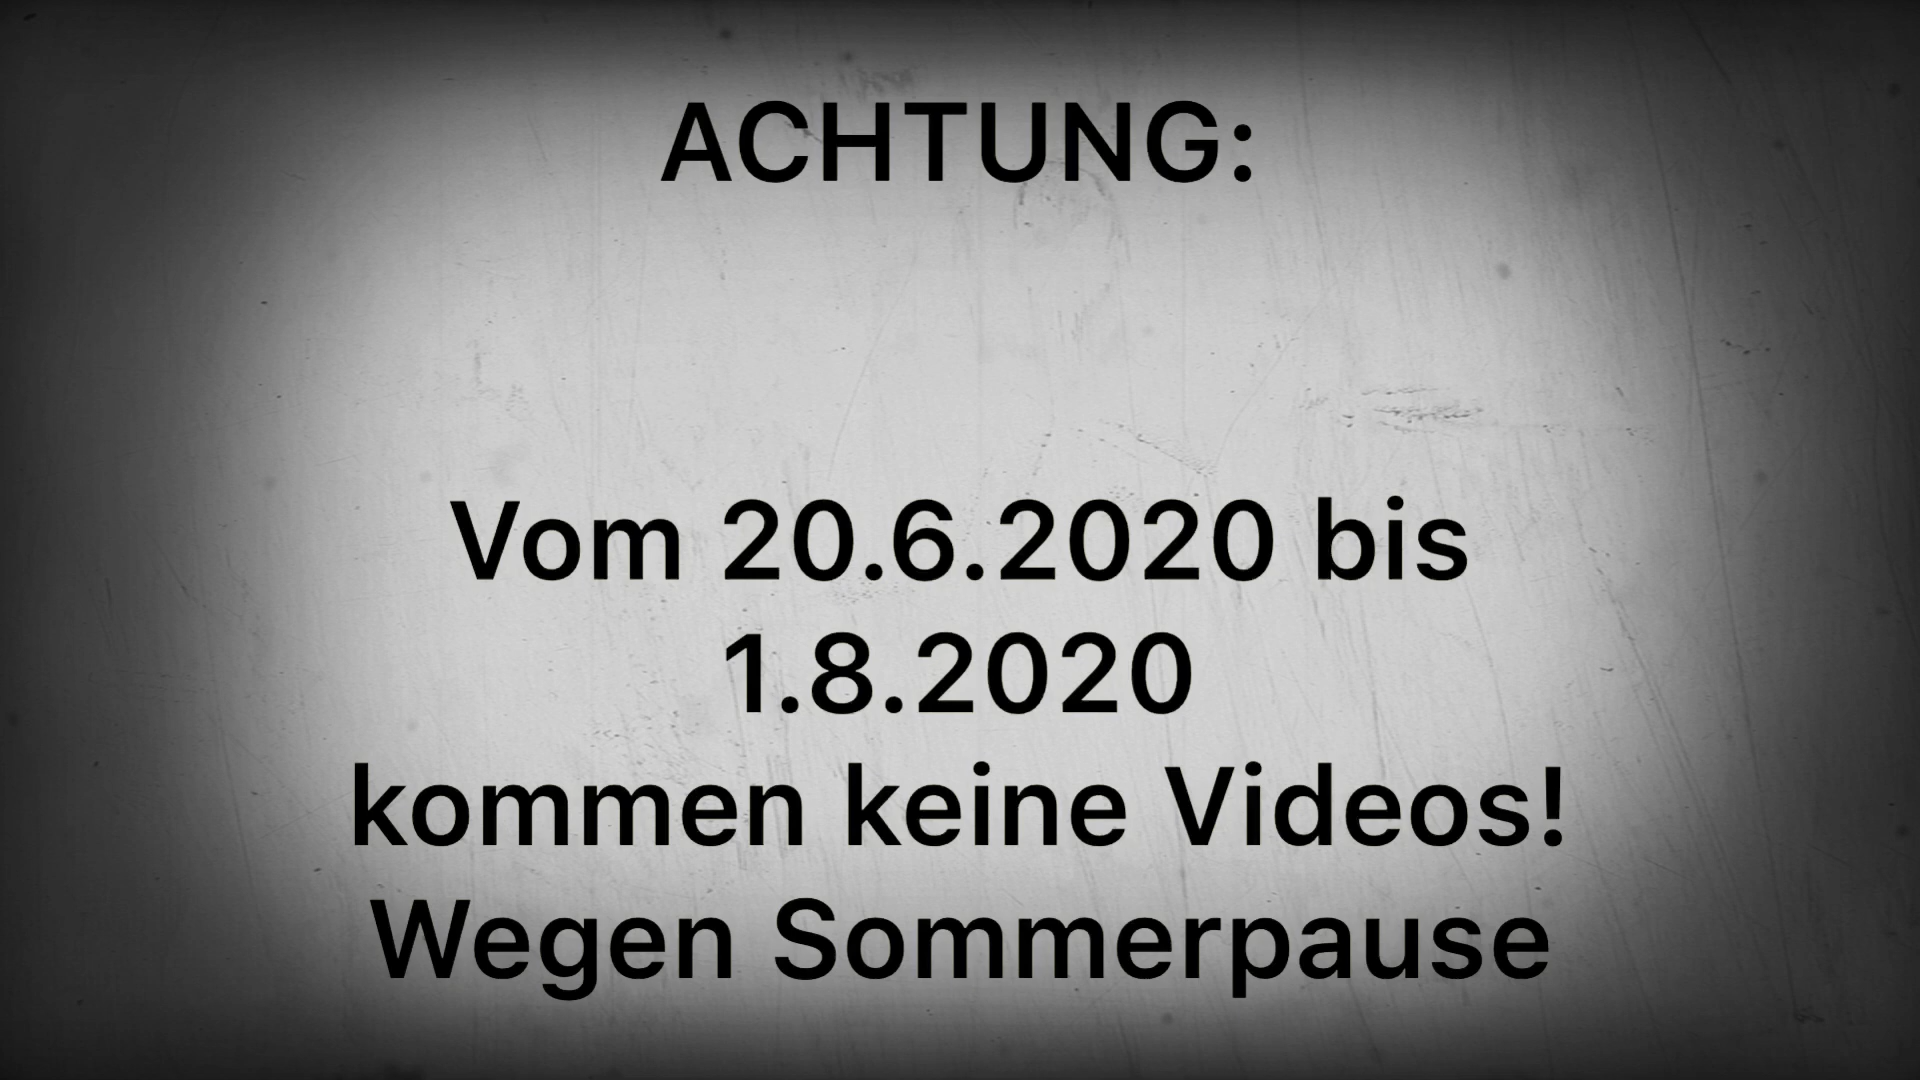 ACHTUNG:
Vom 20.6.2020 bis
1.8.2020
kommen keine Videos!
Wegen Sommerpause